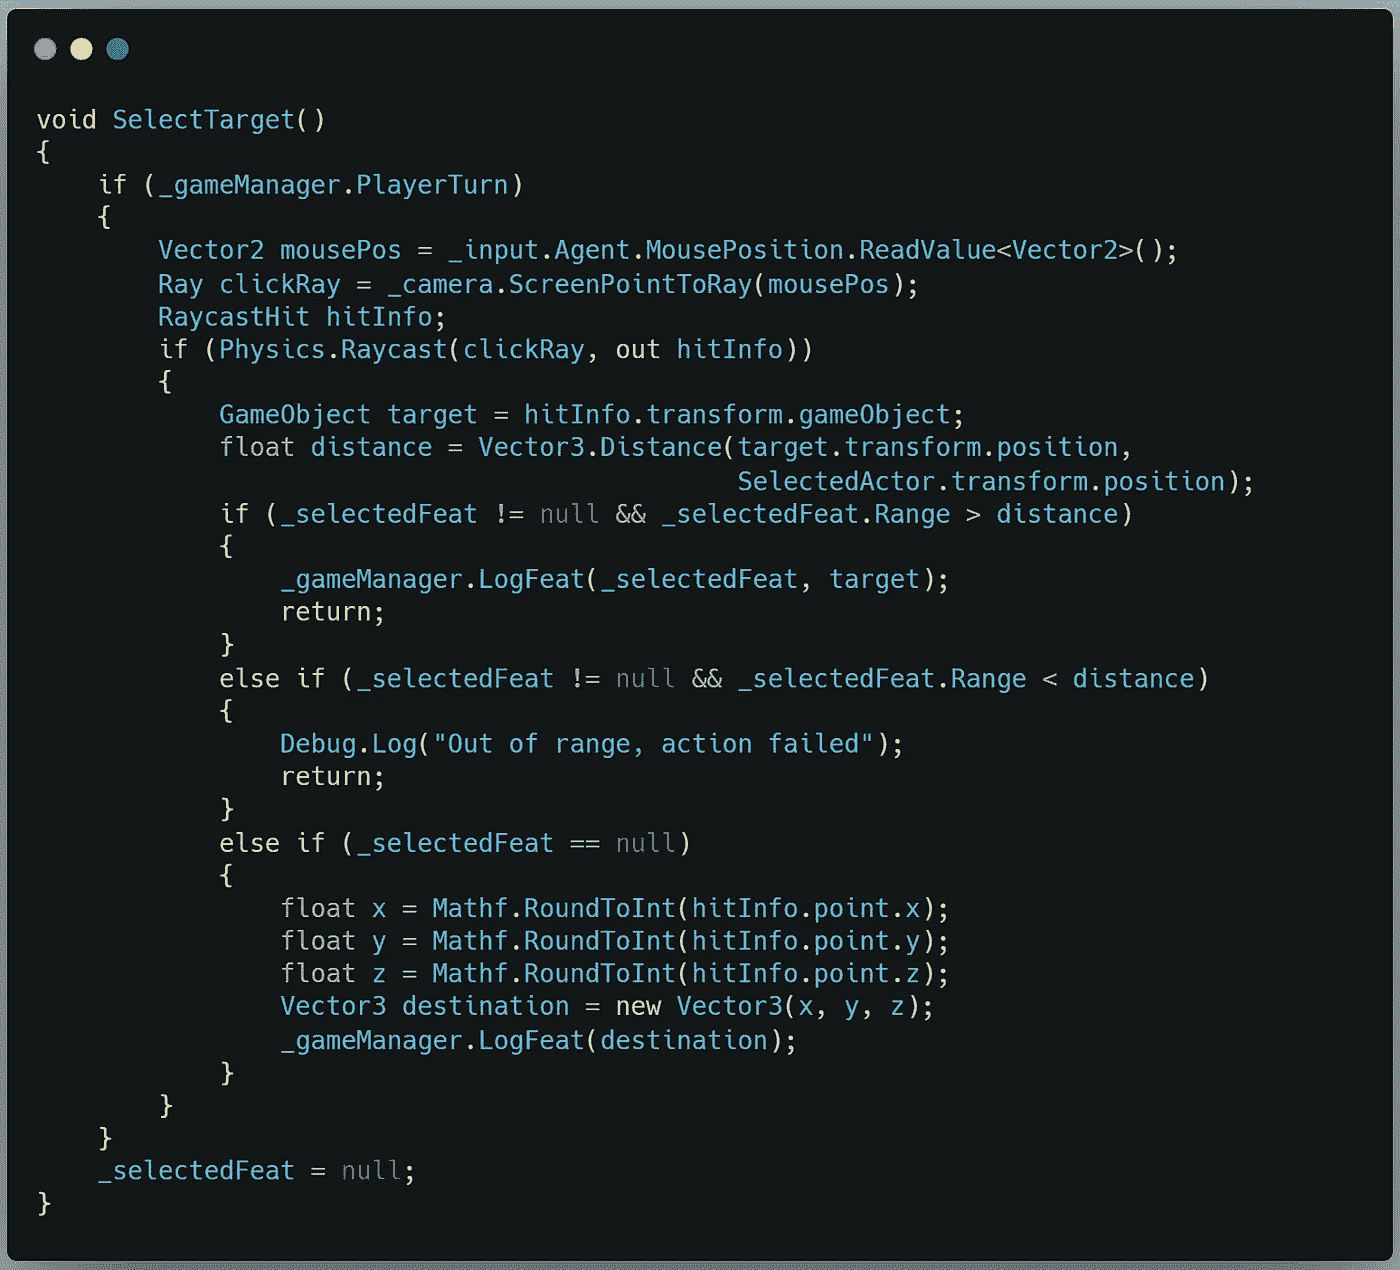 void SelectTarget()
{
    if (_gameManager.PlayerTurn)
    {
        Vector2 mousePos = _input.Agent.MousePosition.ReadValue<Vector2>();
        Ray clickRay = _camera.ScreenPointToRay(mousePos);
        RaycastHit hitInfo;
        if (Physics.Raycast(clickRay, out hitInfo))
        {
            GameObject target = hitInfo.transform.gameObject;
            float distance = Vector3.Distance(target.transform.position,
                                              SelectedActor.transform.position);
            if (_selectedFeat != null && _selectedFeat.Range > distance)
            {
                _gameManager.LogFeat(_selectedFeat, target);
                return;
            }
            else if (_selectedFeat != null && _selectedFeat.Range < distance)
            {
                Debug.Log("Out of range, action failed");
                return;
            }
            else if (_selectedFeat == null)
            {
                float x = Mathf.RoundToInt(hitInfo.point.x);
                float y = Mathf.RoundToInt(hitInfo.point.y);
                float z = Mathf.RoundToInt(hitInfo.point.z);
                Vector3 destination = new Vector3(x, y, z);
                _gameManager.LogFeat(destination);
            }
        }
    }
    _selectedFeat = null;
}